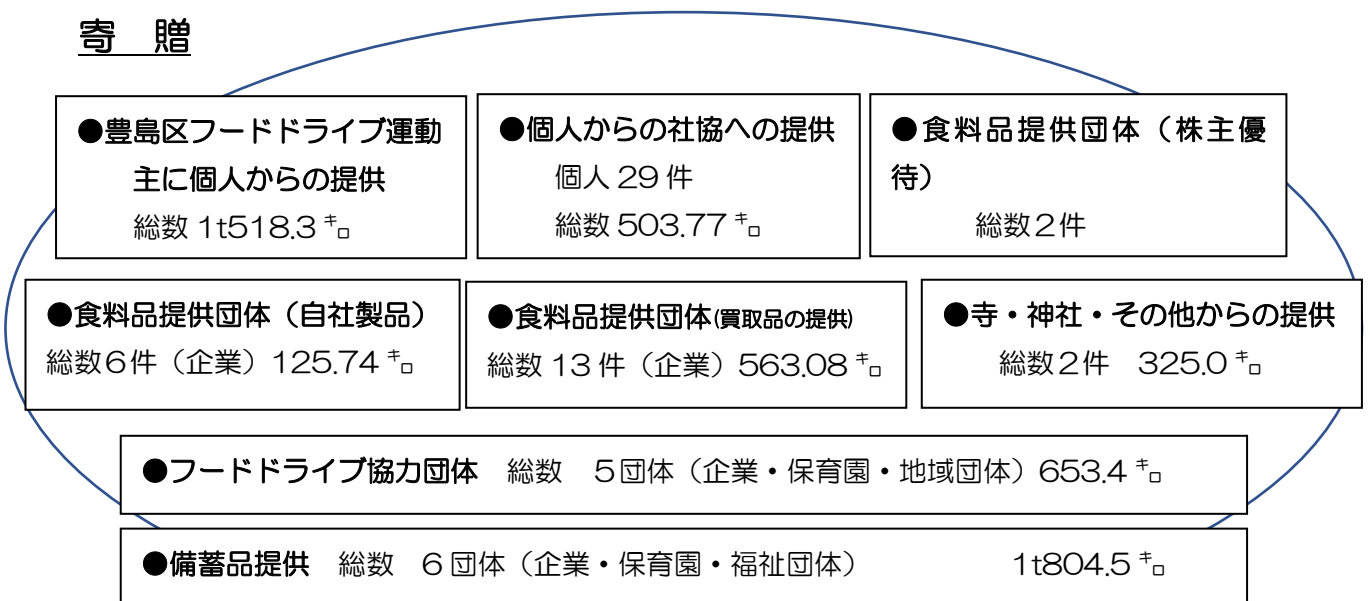 寄　贈
●豊島区フードドライブ運動
主に個人からの提供
総数 1t518.3 ㌔
●個人からの社協への提供
個人 29 件
総数 503.77 ㌔
●食料品提供団体（株主優
待）
総数２件
●食料品提供団体（自社製品）
総数６件（企業）125.74 ㌔
●食料品提供団体(買取品の提供)
総数 13 件（企業）563.08 ㌔
●寺・神社・その他からの提供
総数２件　325.0 ㌔
●フードドライブ協力団体　総数　５団体（企業・保育園・地域団体）653.4 ㌔
●備蓄品提供　総数　６団体（企業・保育園・福祉団体）　1t804.5 ㌔